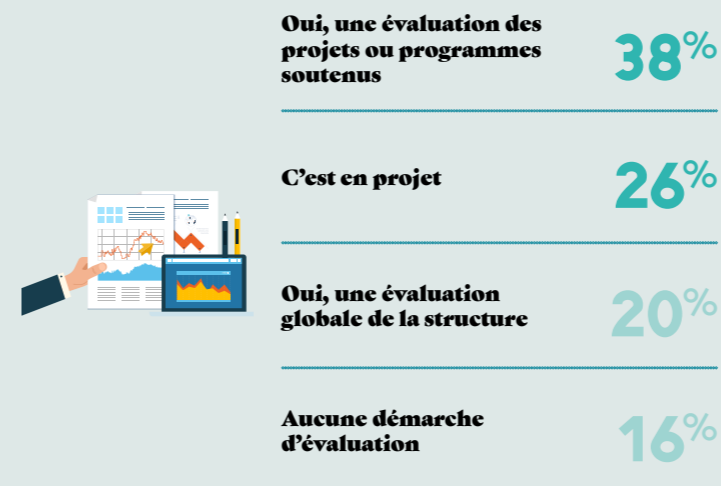 Oui, une évaluation des
projets ou programmes
soutenus
38%
C’est en projet
26%
Oui, une évaluation
globale de la structure
20%
Aucune démarche
d’évaluation
16%